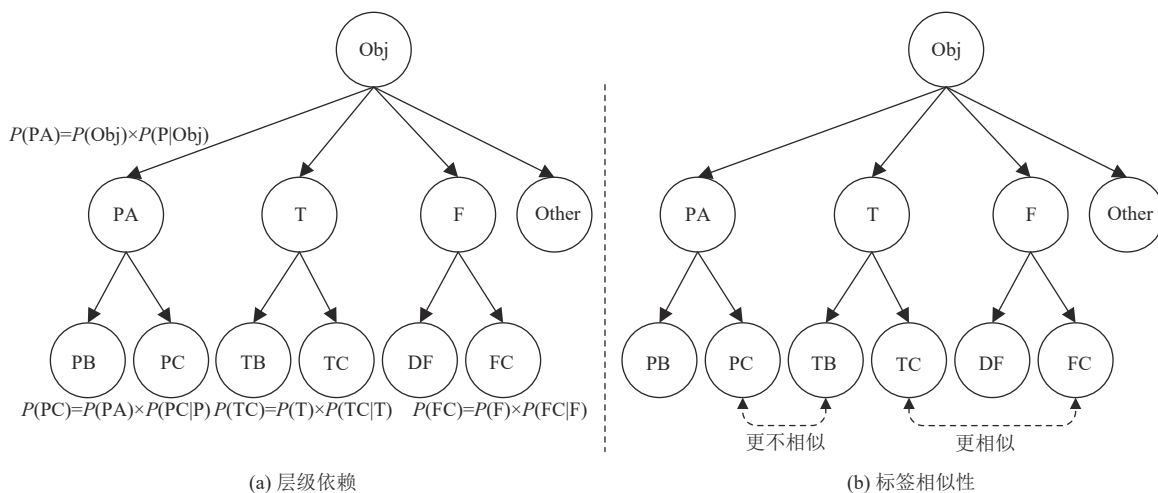 Obj
Obj
P(PA)=P(Obj)×P(P|Obj)
PA
T
F
Other
PA
T
F
Other
PB
PC
TB
TC
DF
FC
PB
PC
TB
TC
DF
FC
P(PC)=P(PA)×P(PC|P)
P(TC)=P(T)×P(TC|T)
P(FC)=P(F)×P(FC|F)
更不相似
更相似
(a) 层级依赖
(b) 标签相似性